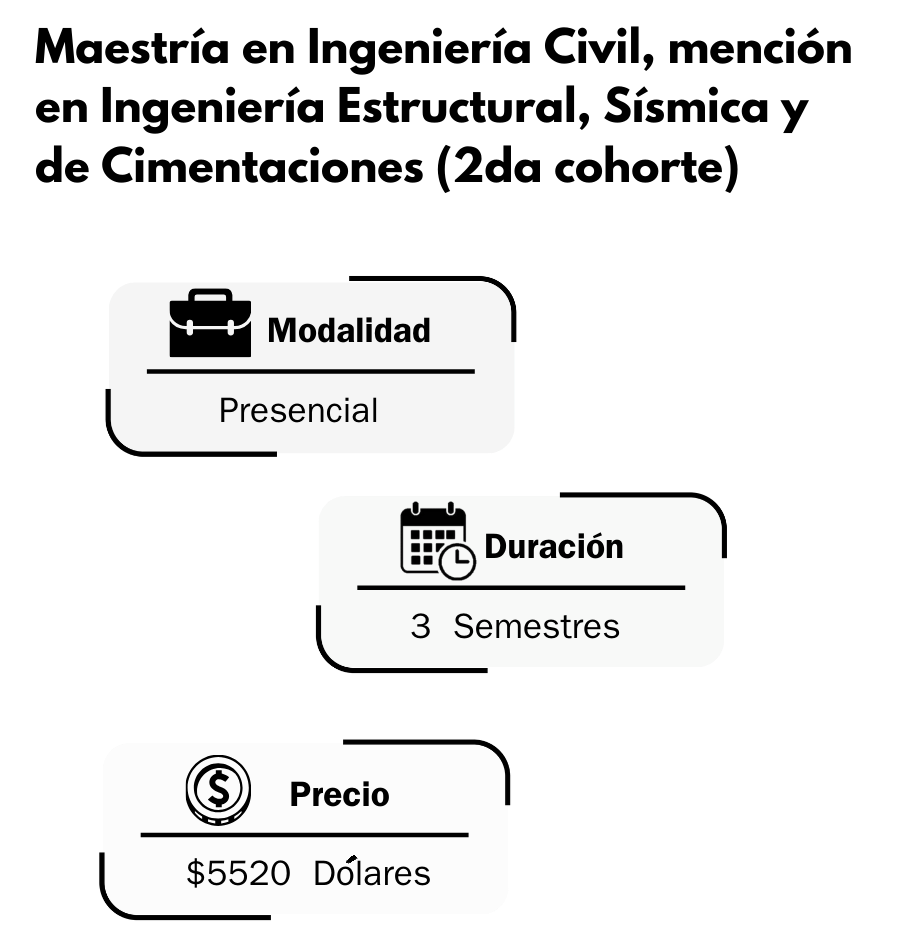 Maestría en Ingeniería Civil, mención
en Ingeniería Estructural, Sísmica y
de Cimentaciones (2da cohorte)
Modalidad
Presencial
Duración
3 Semestres
$
Precio
$5520 Dólares